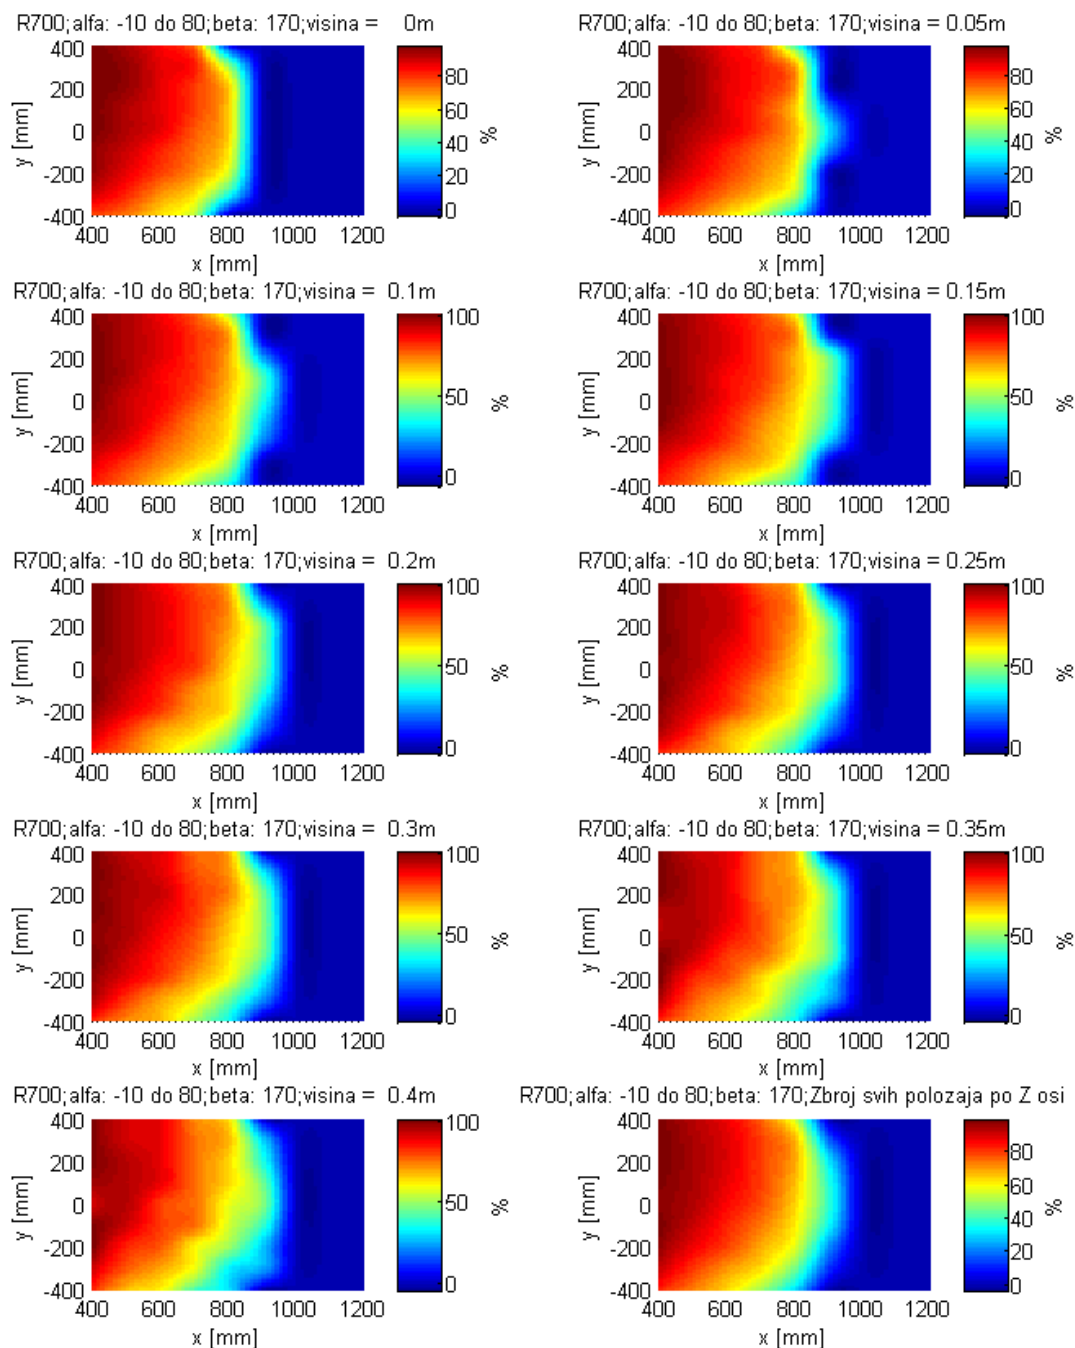 R700;alfa: -10 do 80;beta: 170;visina =    0m
400
200
0
-200
-400
y [mm]
400 600 800 1000 1200
x [mm]
80
60
40
20
0
%
R700;alfa: -10 do 80;beta: 170;visina = 0.05m
400
200
0
-200
-400
y [mm]
400 600 800 1000 1200
x [mm]
80
60
40
20
0
%
R700;alfa: -10 do 80;beta: 170;visina =  0.1m
400
200
0
-200
-400
y [mm]
400 600 800 1000 1200
x [mm]
100
50
0
%
R700;alfa: -10 do 80;beta: 170;visina = 0.15m
400
200
0
-200
-400
y [mm]
400 600 800 1000 1200
x [mm]
100
50
0
%
R700;alfa: -10 do 80;beta: 170;visina =  0.2m
400
200
0
-200
-400
y [mm]
400 600 800 1000 1200
x [mm]
100
50
0
%
R700;alfa: -10 do 80;beta: 170;visina = 0.25m
400
200
0
-200
-400
y [mm]
400 600 800 1000 1200
x [mm]
100
50
0
%
R700;alfa: -10 do 80;beta: 170;visina =  0.3m
400
200
0
-200
-400
y [mm]
400 600 800 1000 1200
x [mm]
100
50
0
%
R700;alfa: -10 do 80;beta: 170;visina = 0.35m
400
200
0
-200
-400
y [mm]
400 600 800 1000 1200
x [mm]
100
50
0
%
R700;alfa: -10 do 80;beta: 170;visina =  0.4m
400
200
0
-200
-400
y [mm]
400 600 800 1000 1200
x [mm]
100
50
0
%
R700;alfa: -10 do 80;beta: 170;Zbroj svih polozaja po Z osi
400
200
0
-200
-400
y [mm]
400 600 800 1000 1200
x [mm]
80
60
40
20
0
%